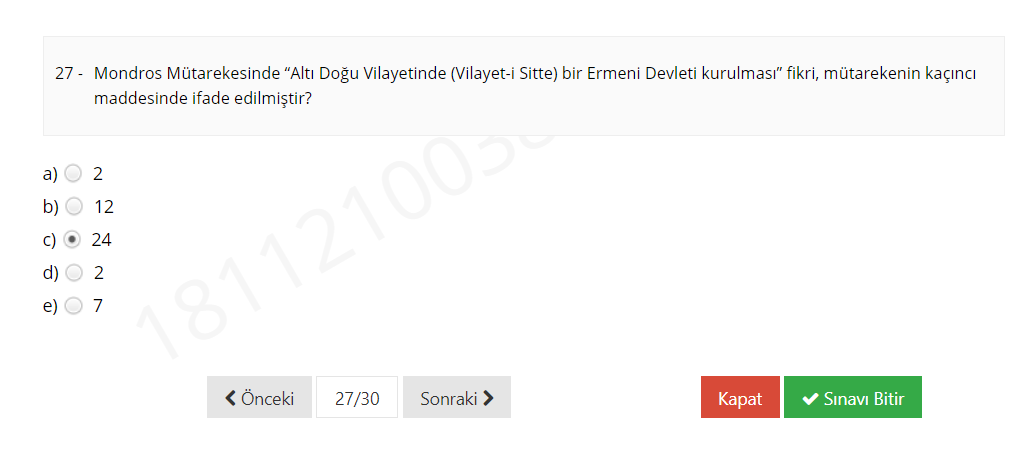 27 - Mondros Mütarekesinde “Altı Doğu Vilayetinde (Vilayet-i Sitte) bir Ermeni Devleti kurulması” fikri, mütarekenin kaçıncı
maddesinde ifade edilmiştir?
a) 2
b) 12
c) 24
d) 2
e) 7
Önceki 27/30 Sonraki Kapat Sınavı Bitir